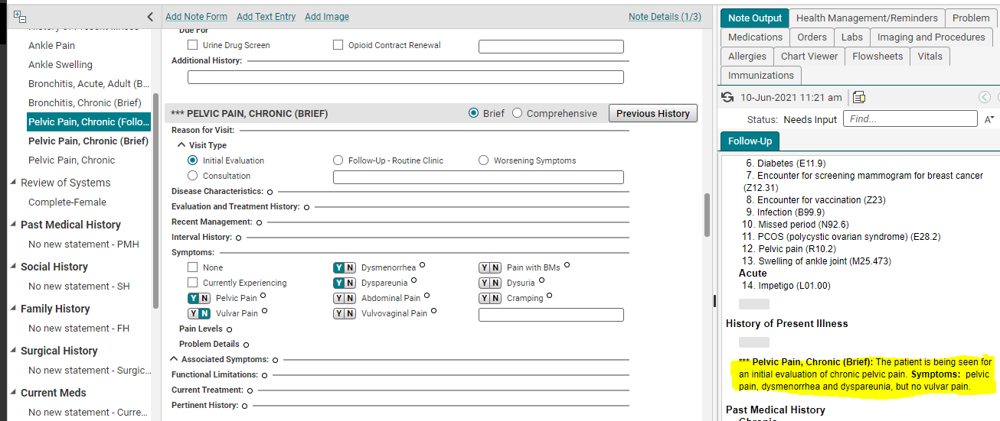 Add Note Form Add Text Entry Add Image Note Details (1/3)
Ankle Pain
Ankle Swelling
Bronchitis, Acute, Adult (B...
Bronchitis, Chronic (Brief)
Pelvic Pain, Chronic (Follo...
Pelvic Pain, Chronic (Brief)
Pelvic Pain, Chronic
Review of Systems
Complete-Female
Past Medical History
No new statement - PMH
Social History
No new statement - SH
Family History
No new statement - FH
Surgical History
No new statement - Surgic...
Current Meds
No new statement - Curre...
Due For
Urine Drug Screen Opioid Contract Renewal
Additional History:
*** PELVIC PAIN, CHRONIC (BRIEF) Brief Comprehensive Previous History
Reason for Visit:
Visit Type
Initial Evaluation Follow-Up - Routine Clinic Worsening Symptoms
Consultation
Disease Characteristics:
Evaluation and Treatment History:
Recent Management:
Interval History:
Symptoms:
None Y N Dysmenorrhea Y N Pain with BMs
Currently Experiencing Y N Dyspareunia Y N Dysuria
Y N Pelvic Pain Y N Abdominal Pain Y N Cramping
Y N Vulvar Pain Y N Vulvovaginal Pain
Pain Levels
Problem Details
Associated Symptoms:
Functional Limitations:
Current Treatment:
Pertinent History:
Note Output Health Management/Reminders Problem
Medications Orders Labs Imaging and Procedures
Allergies Chart Viewer Flowsheets Vitals
Immunizations
10-Jun-2021 11:21 am
Status: Needs Input Find... A
Follow-Up
6. Diabetes (E11.9)
7. Encounter for screening mammogram for breast cancer
(Z12.31)
8. Encounter for vaccination (Z23)
9. Infection (B99.9)
10. Missed period (N92.6)
11. PCOS (polycystic ovarian syndrome) (E28.2)
12. Pelvic pain (R10.2)
13. Swelling of ankle joint (M25.473)
Acute
14. Impetigo (L01.00)
History of Present Illness
*** Pelvic Pain, Chronic (Brief): The patient is being seen for
an initial evaluation of chronic pelvic pain. Symptoms: pelvic
pain, dysmenorrhea and dyspareunia, but no vulvar pain.
Past Medical History